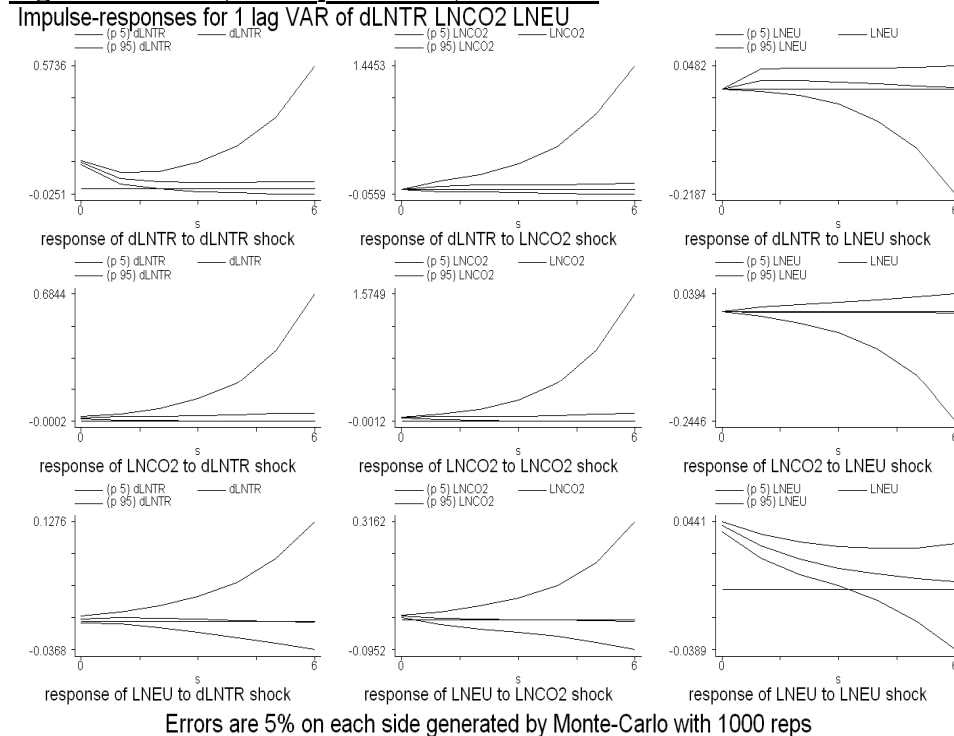 Impulse-responses for 1 lag VAR of dLNTR LNCO2 LNEU
(p 5) dLNTR dLNTR
(p 95) dLNTR
0.5736
-0.0251
0 6
s
response of dLNTR to dLNTR shock
(p 5) LNCO2 LNCO2
(p 95) LNCO2
1.4453
-0.0559
0 6
s
response of dLNTR to LNCO2 shock
(p 5) LNEU LNEU
(p 95) LNEU
0.0482
-0.2187
0 6
s
response of dLNTR to LNEU shock
(p 5) dLNTR dLNTR
(p 95) dLNTR
0.6844
-0.0002
0 6
s
response of LNCO2 to dLNTR shock
(p 5) LNCO2 LNCO2
(p 95) LNCO2
1.5749
-0.0012
0 6
s
response of LNCO2 to LNCO2 shock
(p 5) LNEU LNEU
(p 95) LNEU
0.0394
-0.2446
0 6
s
response of LNCO2 to LNEU shock
(p 5) dLNTR dLNTR
(p 95) dLNTR
0.1276
-0.0368
0 6
s
response of LNEU to dLNTR shock
(p 5) LNCO2 LNCO2
(p 95) LNCO2
0.3162
-0.0952
0 6
s
response of LNEU to LNCO2 shock
(p 5) LNEU LNEU
(p 95) LNEU
0.0441
-0.0389
0 6
s
response of LNEU to LNEU shock
Errors are 5% on each side generated by Monte-Carlo with 1000 reps